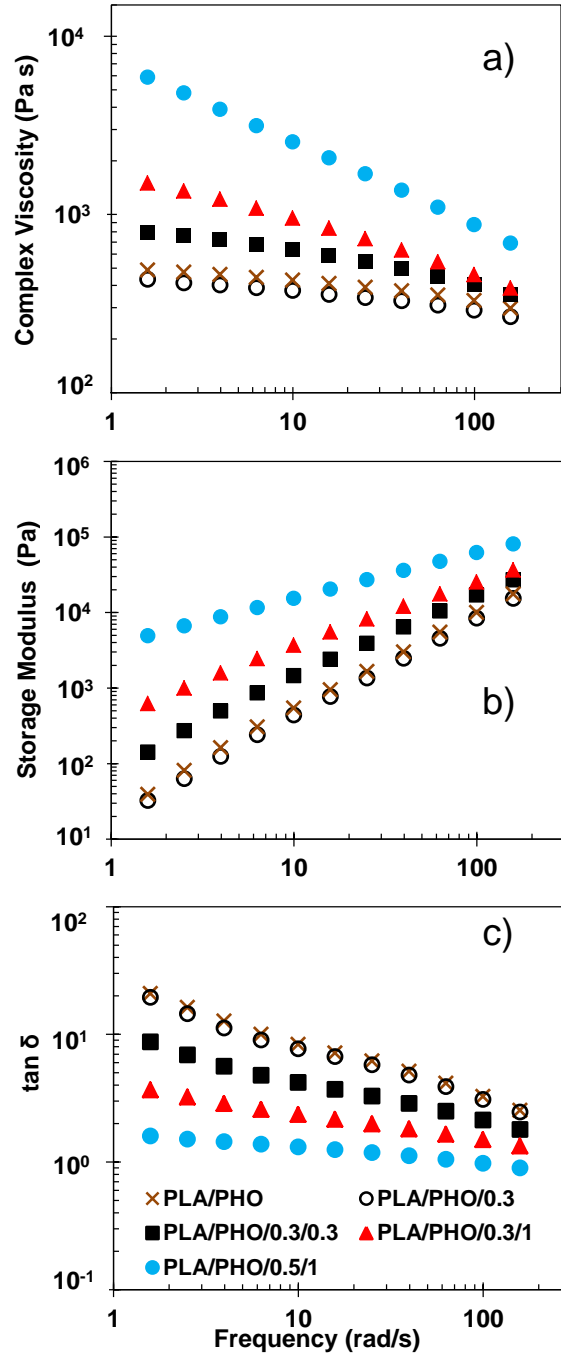 10⁴
a)
Complex Viscosity (Pa s)
10³
10²
1 10 100
10⁶
10⁵
10⁴
Storage Modulus (Pa)
10³
b)
10²
10¹
1 10 100
10²
c)
10¹
tan δ
10⁰
PLA/PHO PLA/PHO/0.3
PLA/PHO/0.3/0.3 PLA/PHO/0.3/1
PLA/PHO/0.5/1
10⁻¹
1 10 100
Frequency (rad/s)